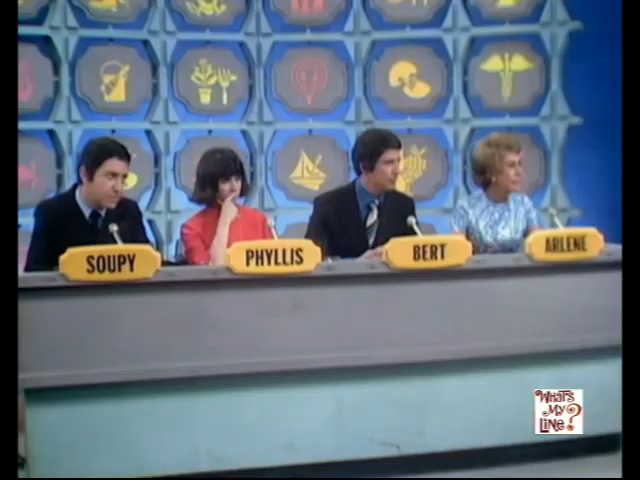 SOUPY
PHYLLIS
BERT
ARLENE
WHAT'S
MY
LINE?